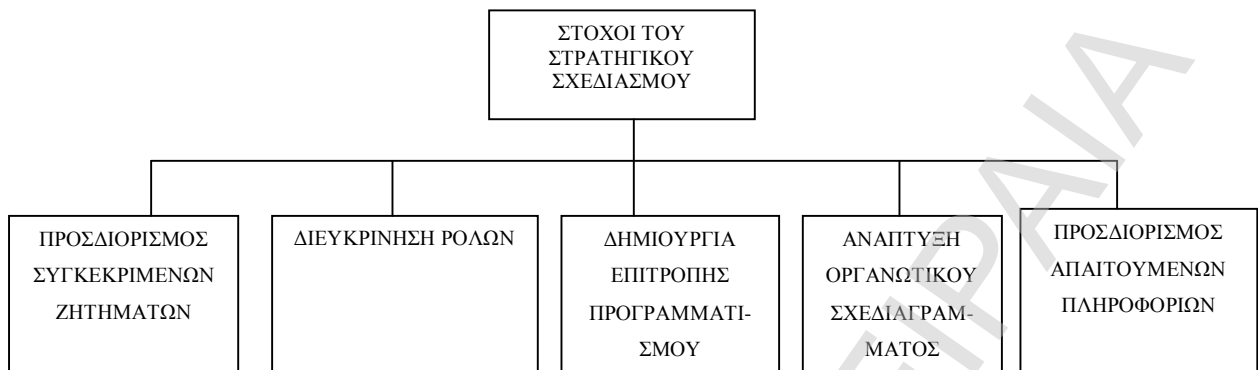 ΣΤΟΧΟΙ ΤΟΥ
ΣΤΡΑΤΗΓΙΚΟΥ
ΣΧΕΔΙΑΣΜΟΥ
ΠΡΟΣΔΙΟΡΙΣΜΟΣ
ΣΥΓΚΕΚΡΙΜΕΝΩΝ
ΖΗΤΗΜΑΤΩΝ
ΔΙΕΥΚΡΙΝΗΣΗ ΡΟΛΩΝ
ΔΗΜΙΟΥΡΓΙΑ
ΕΠΙΤΡΟΠΗΣ
ΠΡΟΓΡΑΜΜΑΤΙ-
ΣΜΟΥ
ΑΝΑΠΤΥΞΗ
ΟΡΓΑΝΩΤΙΚΟΥ
ΣΧΕΔΙΑΓΡΑΜ-
ΜΑΤΟΣ
ΠΡΟΣΔΙΟΡΙΣΜΟΣ
ΑΠΑΙΤΟΥΜΕΝΩΝ
ΠΛΗΡΟΦΟΡΙΩΝ